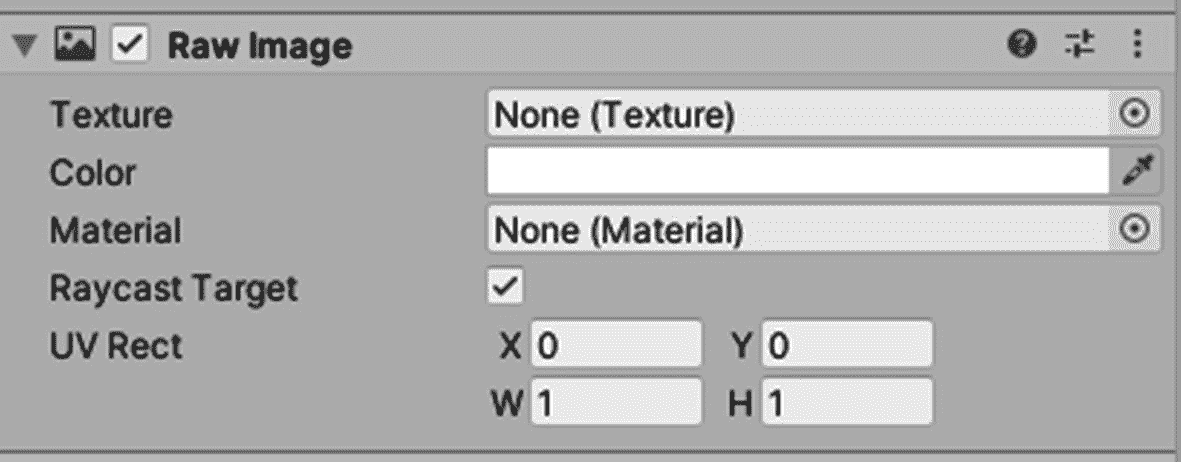 Raw Image
Texture None (Texture)
Color
Material None (Material)
Raycast Target
UV Rect X 0 Y 0
W 1 H 1